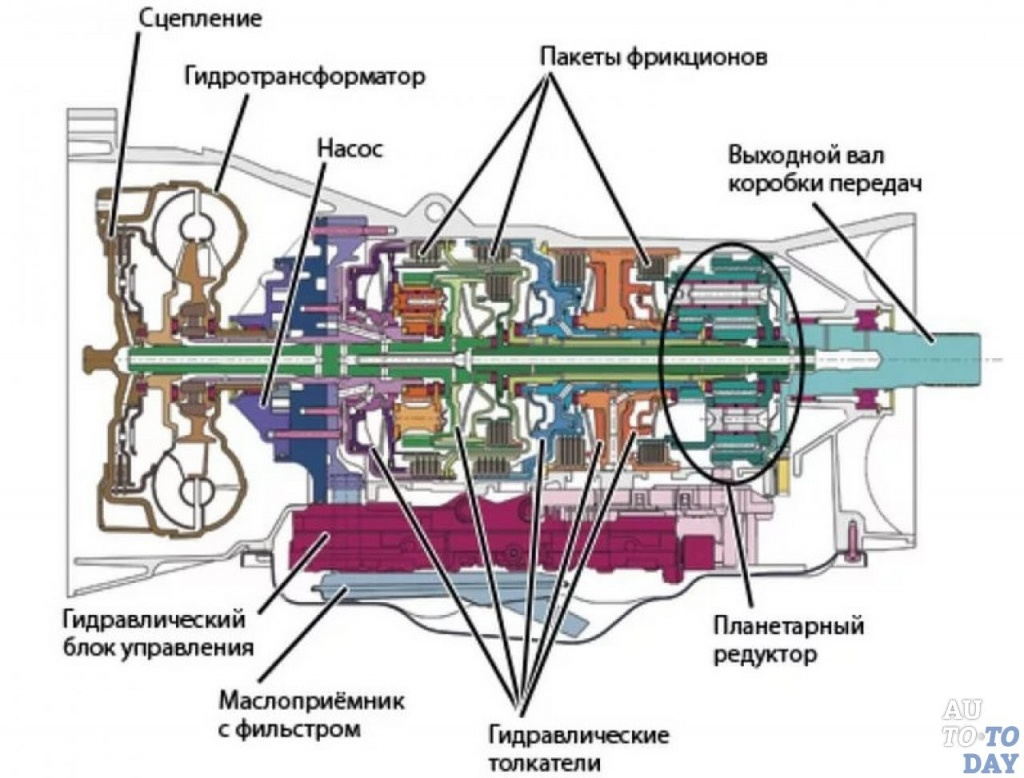 Сцепление
Гидротрансформатор
Насос
Пакеты фрикционов
Выходной вал
коробки передач
Гидравлический
блок управления
Маслоприёмник
с фильстром
Гидравлические
толкатели
Планетарный
редуктор
AU
TO TO
DAY